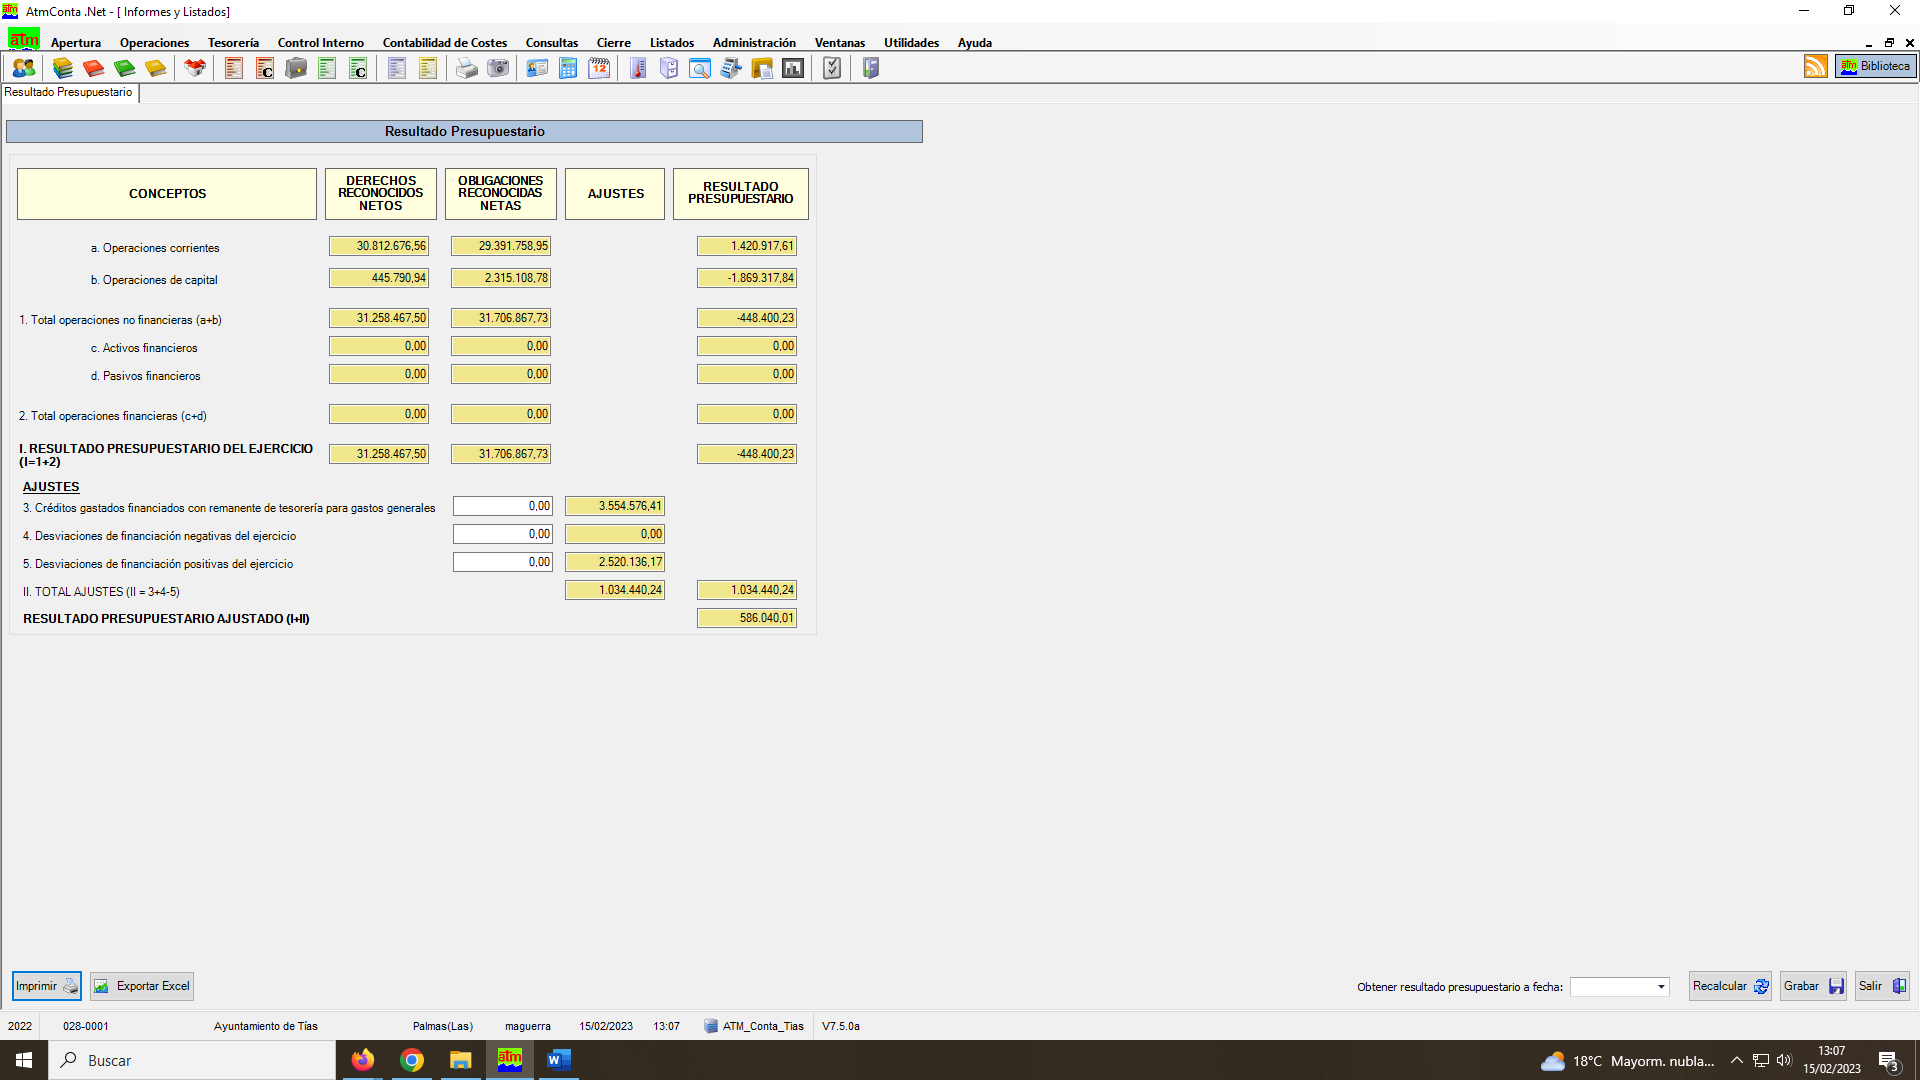 AtmConta .Net - [ Informes y Listados]
atm Apertura Operaciones Tesorería Control Interno Contabilidad de Costes Consultas Cierre Listados Administración Ventanas Utilidades Ayuda
atm Biblioteca
Resultado Presupuestario
Resultado Presupuestario
CONCEPTOS
DERECHOS
RECONOCIDOS
NETOS
OBLIGACIONES
RECONOCIDAS
NETAS
AJUSTES
RESULTADO
PRESUPUESTARIO
a. Operaciones corrientes 30.812.676,56 29.391.758,95 1.420.917,61
b. Operaciones de capital 445.790,94 2.315.108,78 -1.869.317,84
1. Total operaciones no financieras (a+b) 31.258.467,50 31.706.867,73 -448.400,23
c. Activos financieros 0,00 0,00 0,00
d. Pasivos financieros 0,00 0,00 0,00
2. Total operaciones financieras (c+d) 0,00 0,00 0,00
I. RESULTADO PRESUPUESTARIO DEL EJERCICIO
(I=1+2) 31.258.467,50 31.706.867,73 -448.400,23
AJUSTES
3. Créditos gastados financiados con remanente de tesorería para gastos generales 0,00 3.554.576,41
4. Desviaciones de financiación negativas del ejercicio 0,00 0,00
5. Desviaciones de financiación positivas del ejercicio 0,00 2.520.136,17
II. TOTAL AJUSTES (II = 3+4-5) 1.034.440,24 1.034.440,24
RESULTADO PRESUPUESTARIO AJUSTADO (I+II) 586.040,01
Imprimir Exportar Excel Obtener resultado presupuestario a fecha: Recalcular Grabar Salir
2022 028-0001 Ayuntamiento de Tías Palmas(Las) maguerra 15/02/2023 13:07 ATM_Conta_Tias V7.5.0a
Buscar atm 18°C Mayorm. nubla... 13:07
15/02/2023 3